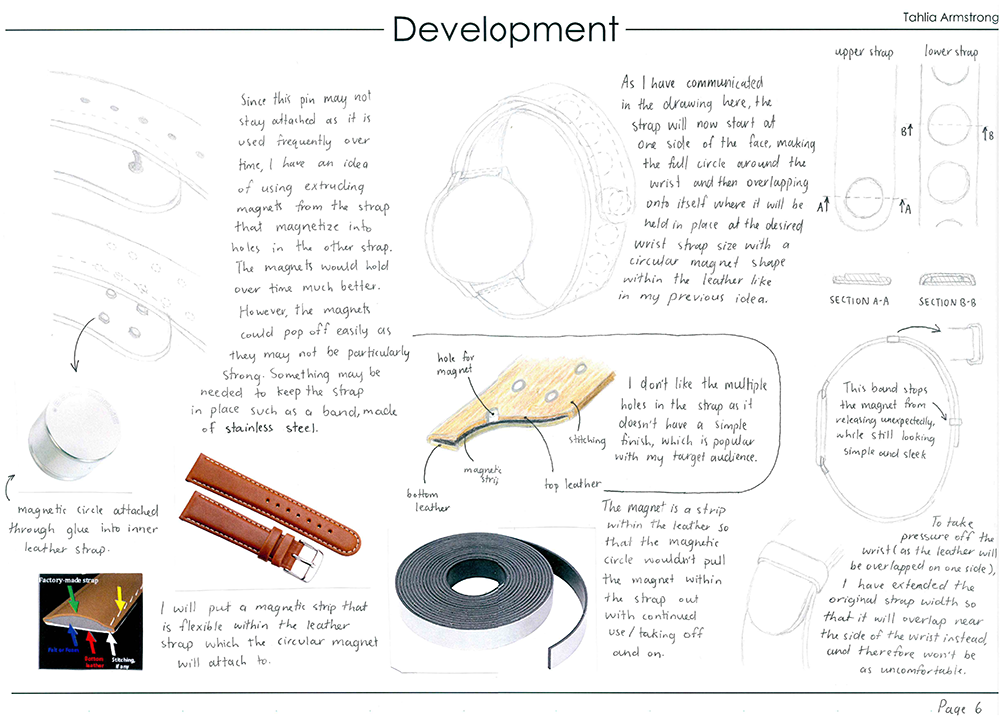 Development
Tahlia Armstrong
Since this pin may not
stay attached as it is
used frequently over
time, I have an idea
of using extruding
magnets from the strap
that magnetize into
holes in the other strap.
The magnets would hold
over time much better.
However, the magnets
could pop off easily as
they may not be particularly
strong. Something may be
needed to keep the strap
in place such as a band, made
of stainless steel.
As I have communicated
in the drawing here, the
strap will now start at
one side of the face, making
the full circle around the
wrist and then overlapping
onto itself where it will be
held in place at the desired
wrist strap size with a
circular magnet shape
within the leather like
in my previous idea.
upper strap
lower strap
B
B
A
A
SECTION A-A
SECTION B-B
hole for
magnet
stitching
magnetic
strip
top leather
bottom
leather
I don't like the multiple
holes in the strap as it
doesn't have a simple
finish, which is popular
with my target audience.
This band stops
the magnet from
releasing unexpectedly,
while still looking
simple and sleek
magnetic circle attached
through glue into inner
leather strap.
Factory-made strap
Felt or foam,
Bottom
leather
Stitching,
if any
I will put a magnetic strip that
is flexible within the leather
strap which the circular magnet
will attach to.
The magnet is a strip
within the leather so
that the magnetic
circle wouldn't pull
the magnet within
the strap out
with continued
use/taking off
and on.
To take
pressure off the
wrist (as the leather will
be overlapped on one side),
I have extended the
original strap width so
that it will overlap near
the side of the wrist instead,
and therefore won't be
as uncomfortable.
Page 6